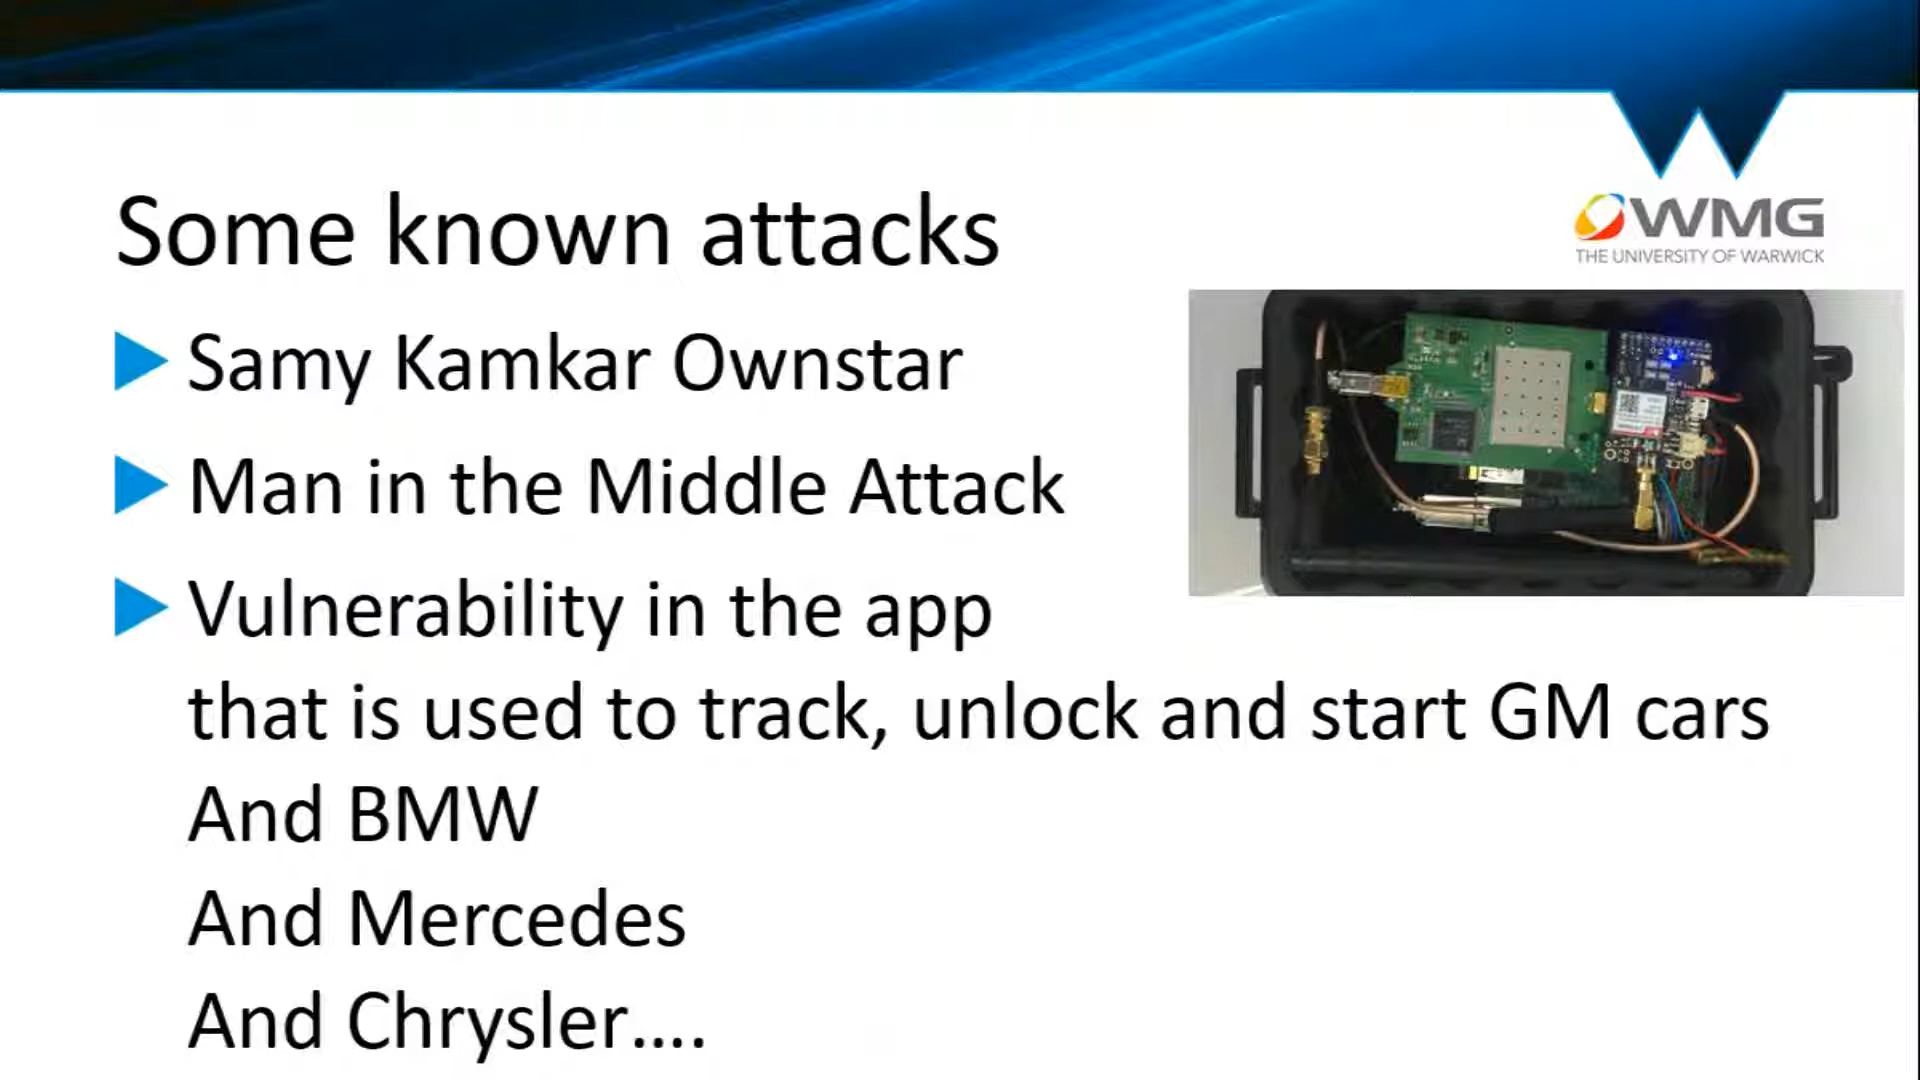 Some known attacks
WMG
THE UNIVERSITY OF WARWICK
Samy Kamkar Ownstar
Man in the Middle Attack
Vulnerability in the app
that is used to track, unlock and start GM cars
And BMW
And Mercedes
And Chrysler....